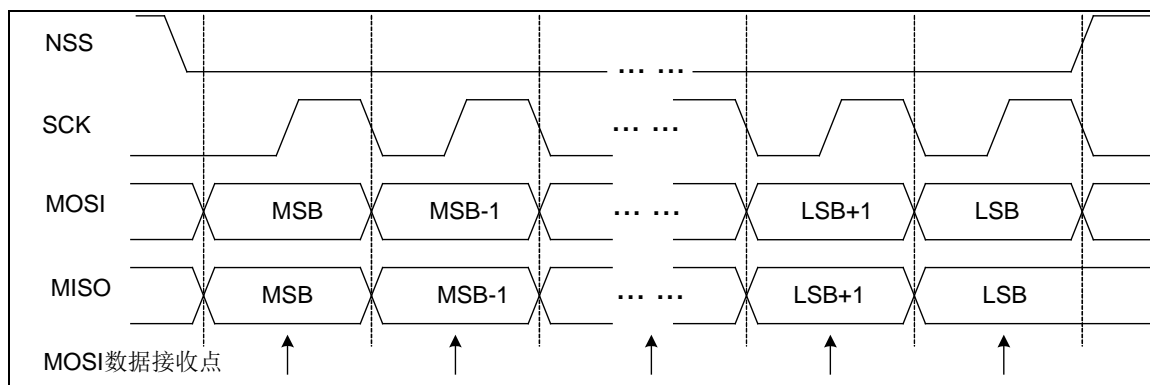 NSS
... ...
SCK
... ...
MOSI MSB MSB-1 ... ... LSB+1 LSB
MISO MSB MSB-1 ... ... LSB+1 LSB
MOSI数据接收点